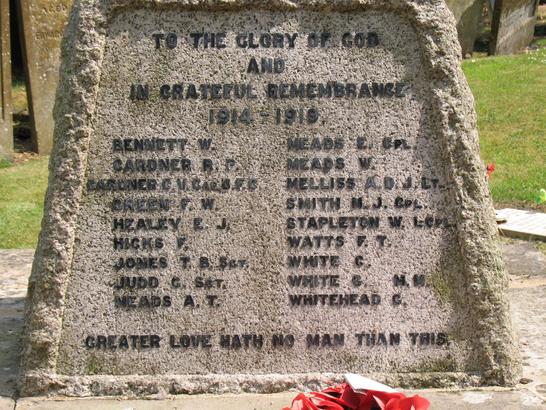 TO THE GLORY OF GOD
AND
IN GRATEFUL REMEMBRANCE
1914 - 1919.
BENNETT W.
GARDNER R. P.
GARDNER C. V. D.F.C
GREEN F. W.
HEALEY E. J.
HICKS F.
JONES T. B. SGT.
JUDD C. SGT.
MEADS A. T.
MEADS E. CPL.
MEADS W.
MELLISS A. D. J. LT.
SMITH M. J. CPL.
STAPLETON W. L.CPL.
WATTS F. T.
WHITE C.
WHITE G. M.M.
WHITEHEAD C.
GREATER LOVE HATH NO MAN THAN THIS.